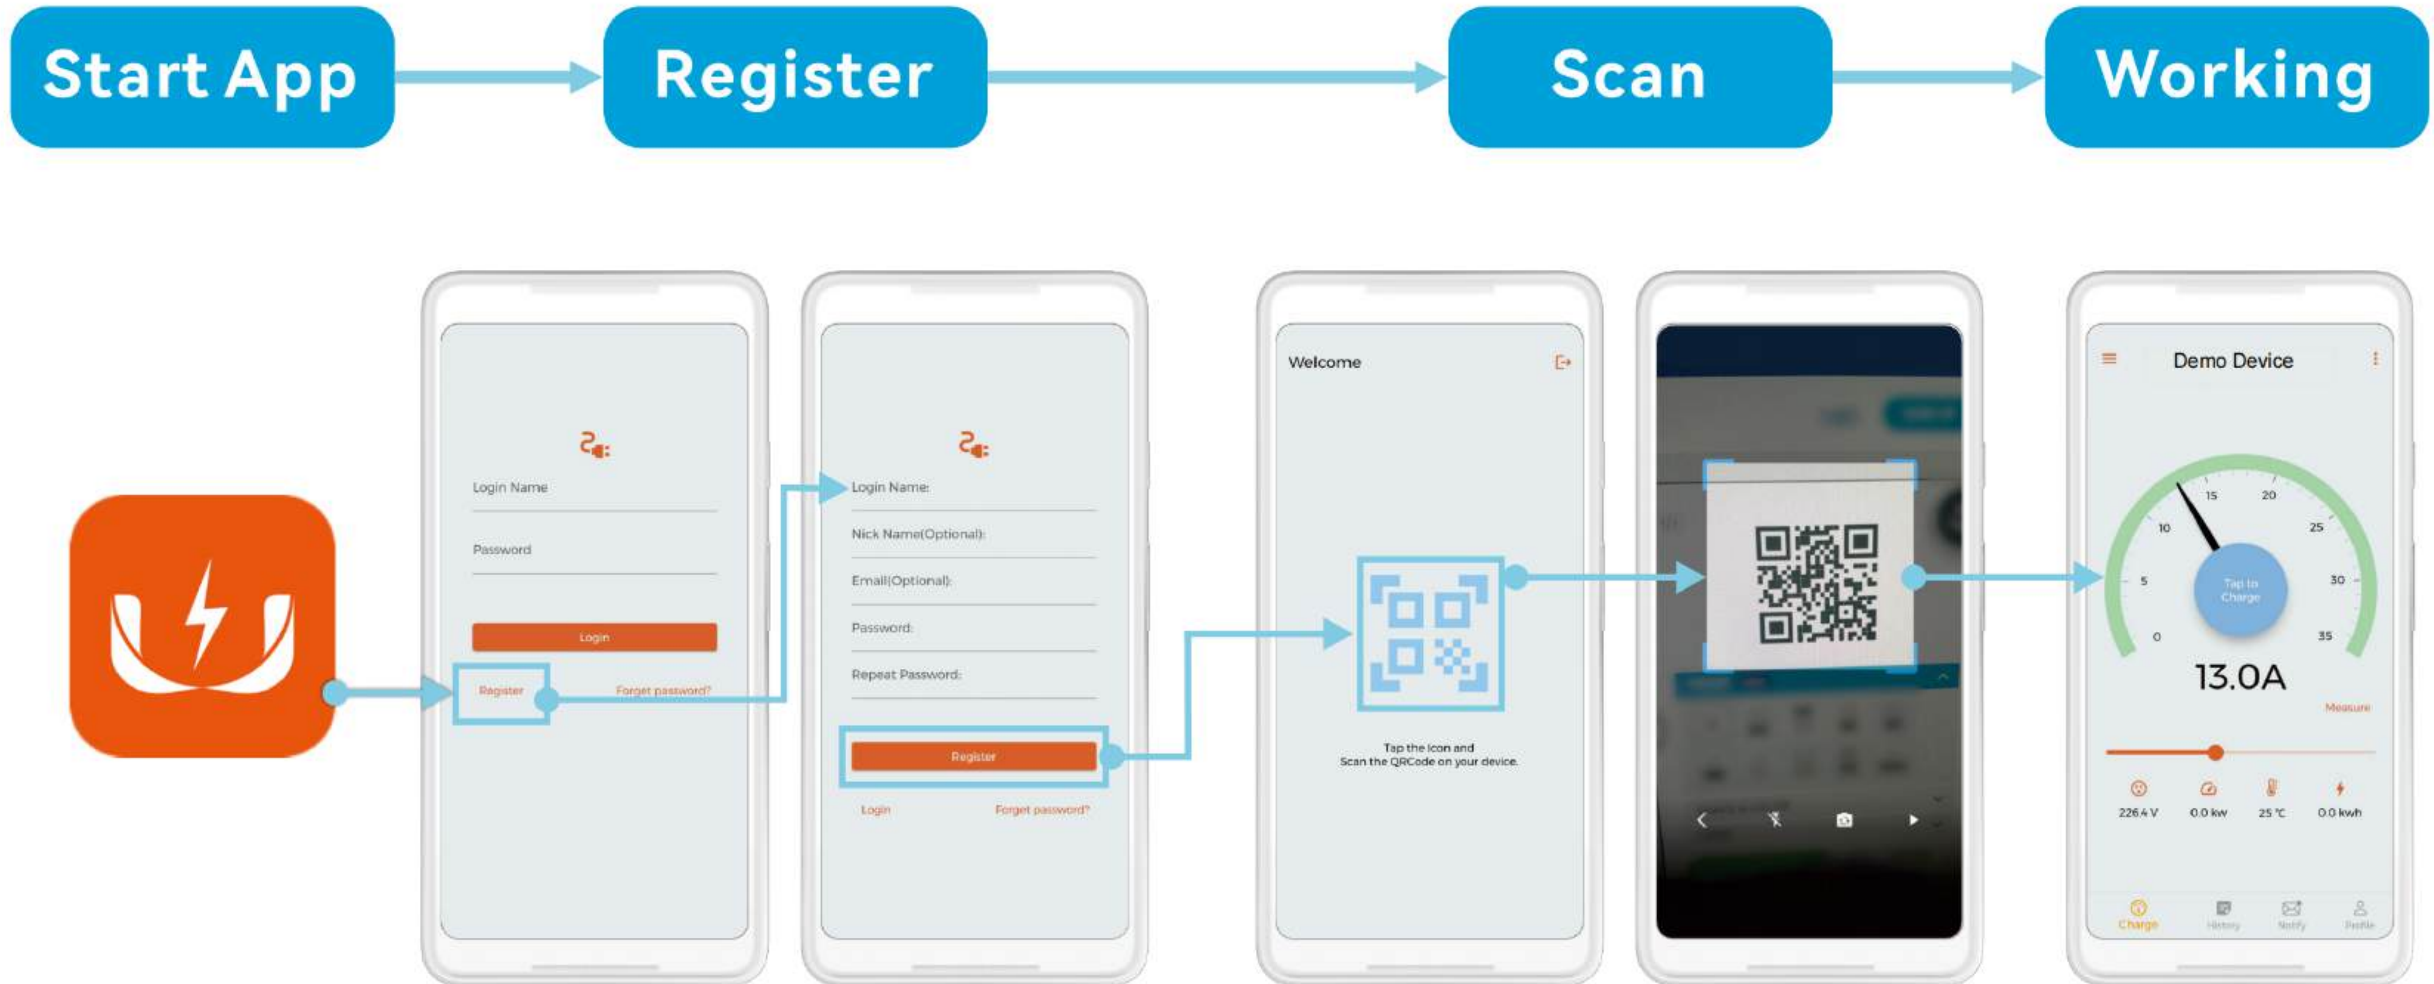 Start App
Register
Scan
Working
Login Name
Password
Login
Register
Forget password?
Login Name:
Nick Name(Optional):
Email(Optional):
Password:
Repeat Password:
Register
Login
Forget password?
Welcome
Tap the Icon and
Scan the QRCode on your device.
Demo Device
0
5
10
15
20
25
30
35
Tap to
Charge
13.0A
Measure
226.4 V
0.0 kw
25 °C
0.0 kwh
Charge
History
Notify
Profile